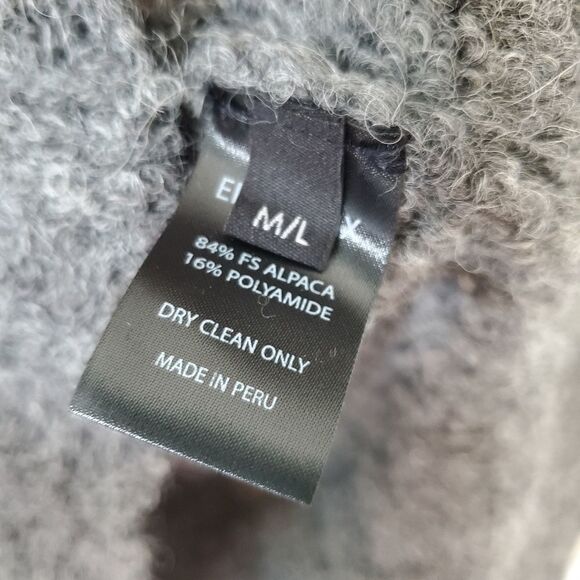 M/L
84% FS ALPACA
16% POLYAMIDE
DRY CLEAN ONLY
MADE IN PERU